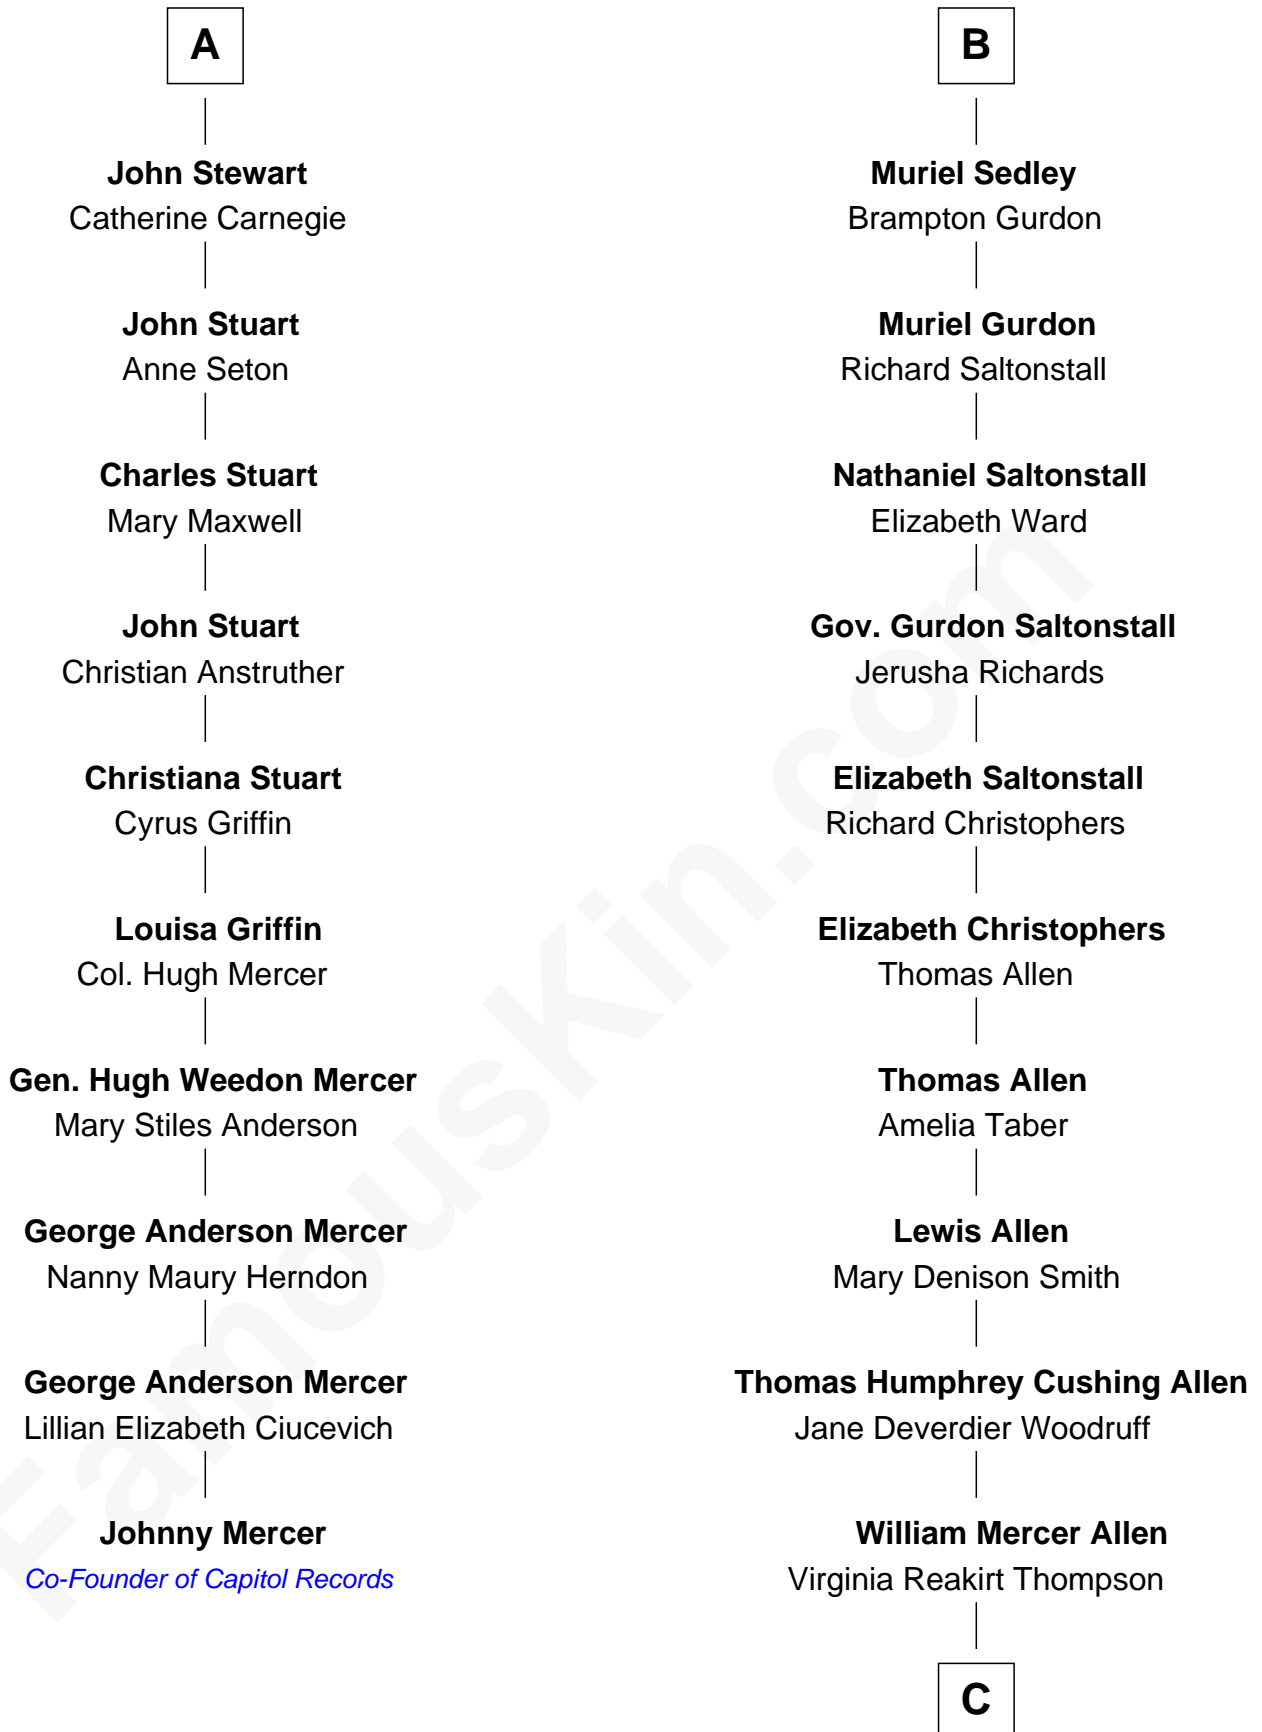 A
John Stewart
Catherine Carnegie
John Stuart
Anne Seton
Charles Stuart
Mary Maxwell
John Stuart
Christian Anstruther
Christiana Stuart
Cyrus Griffin
Louisa Griffin
Col. Hugh Mercer
Gen. Hugh Weedon Mercer
Mary Stiles Anderson
George Anderson Mercer
Nanny Maury Herndon
George Anderson Mercer
Lillian Elizabeth Ciucevich
Johnny Mercer
Co-Founder of Capitol Records
B
Muriel Sedley
Brampton Gurdon
Muriel Gurdon
Richard Saltonstall
Nathaniel Saltonstall
Elizabeth Ward
Gov. Gurdon Saltonstall
Jerusha Richards
Elizabeth Saltonstall
Richard Christophers
Elizabeth Christophers
Thomas Allen
Thomas Allen
Amelia Taber
Lewis Allen
Mary Denison Smith
Thomas Humphrey Cushing Allen
Jane Deverdier Woodruff
William Mercer Allen
Virginia Reakirt Thompson
C
FamousKin.com